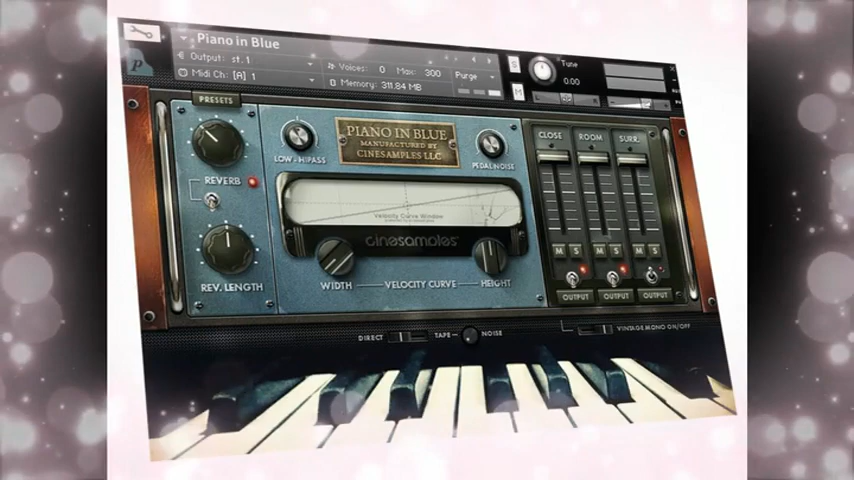 Piano in Blue
Output: st. 1
Midi Ch: [A] 1
Voices: 0 Max: 300
Memory: 311.84 MB
Purge
S
M
Tune
0.00
PRESETS
REVERB
REV. LENGTH
LOW - HIPASS
PIANO IN BLUE
MANUFACTURED BY
CINESAMPLES LLC
PEDAL NOISE
Velocity Curve Window
cinesamples
WIDTH
VELOCITY CURVE
HEIGHT
CLOSE ROOM SURR.
M S M S M S
OUTPUT OUTPUT OUTPUT
DIRECT TAPE NOISE
VINTAGE MONO ON/OFF